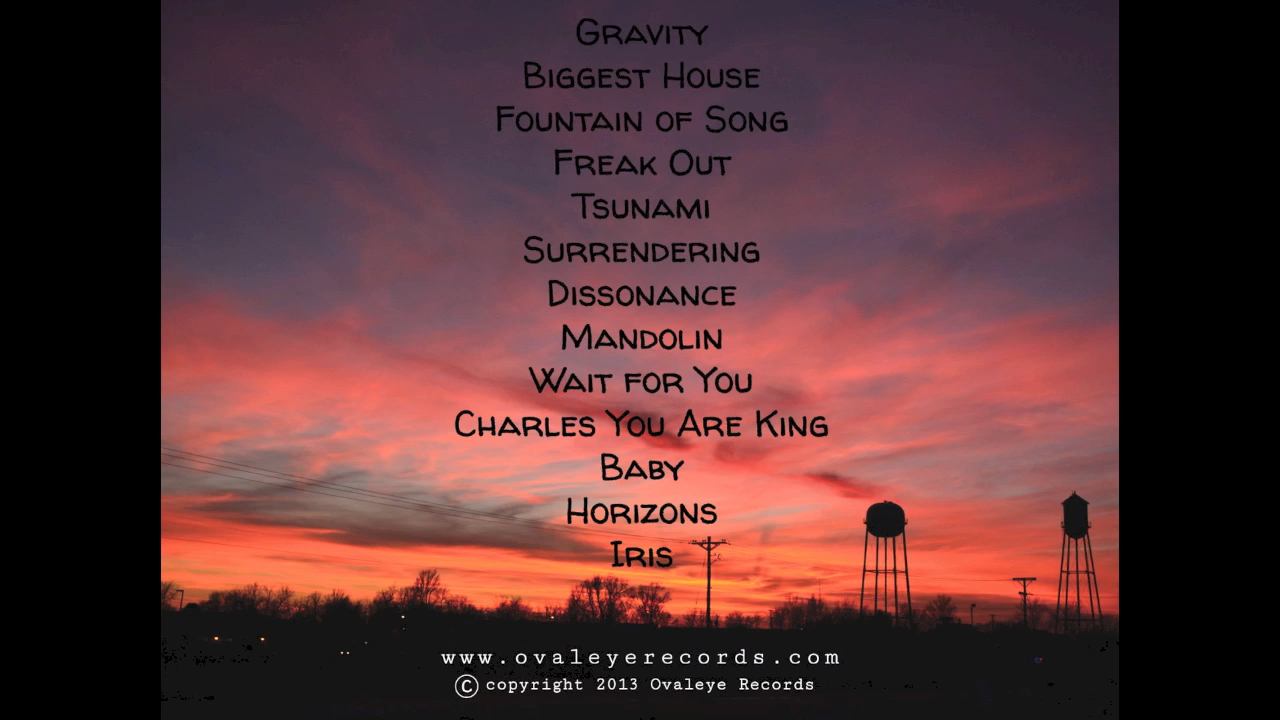 Gravity
Biggest House
Fountain of Song
Freak Out
Tsunami
Surrendering
Dissonance
Mandolin
Wait for You
Charles You Are King
Baby
Horizons
Iris
www.ovaleyerecords.com
© copyright 2013 Ovaleye Records